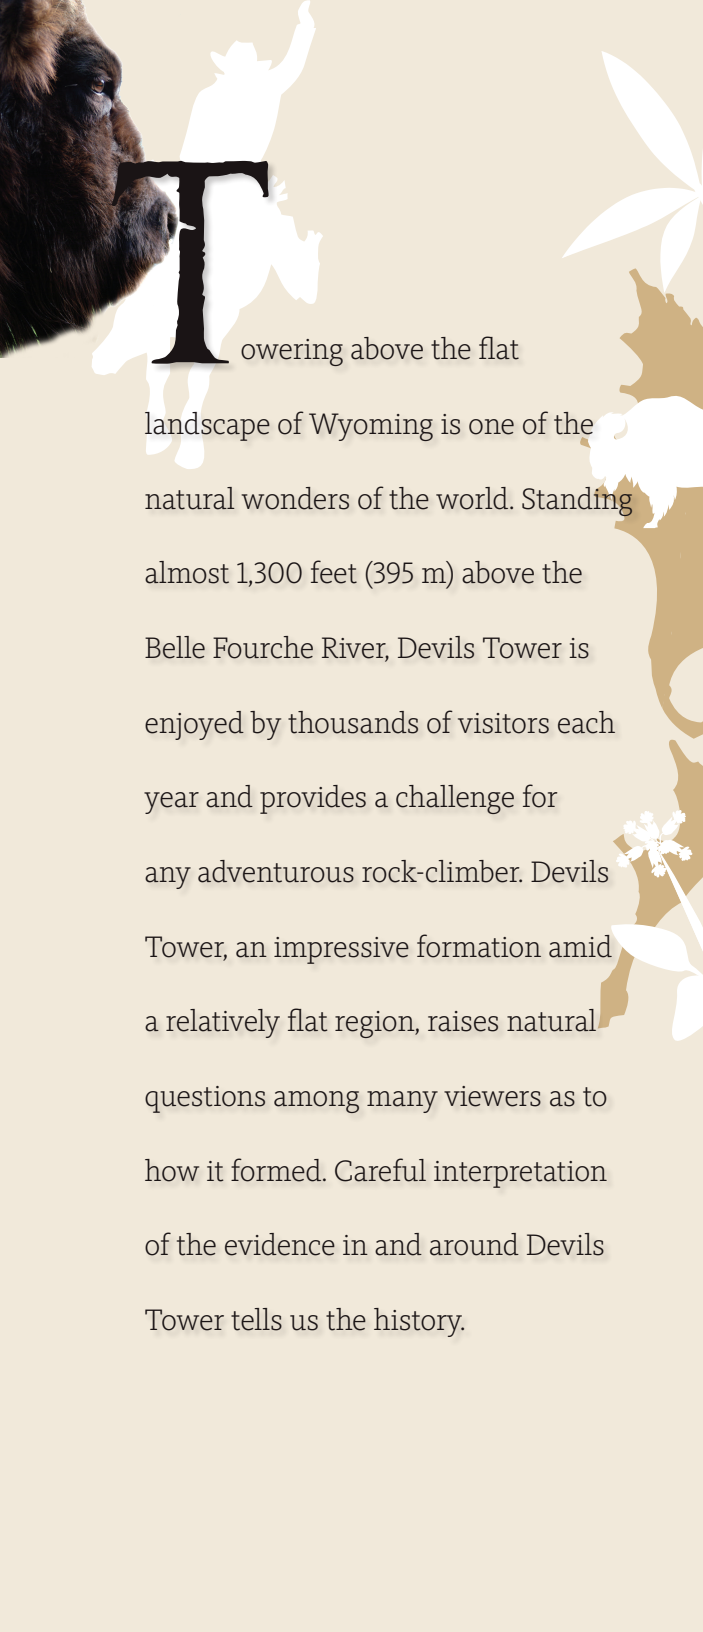 Towering above the flat
landscape of Wyoming is one of the
natural wonders of the world. Standing
almost 1,300 feet (395 m) above the
Belle Fourche River, Devils Tower is
enjoyed by thousands of visitors each
year and provides a challenge for
any adventurous rock-climber. Devils
Tower, an impressive formation amid
a relatively flat region, raises natural
questions among many viewers as to
how it formed. Careful interpretation
of the evidence in and around Devils
Tower tells us the history.